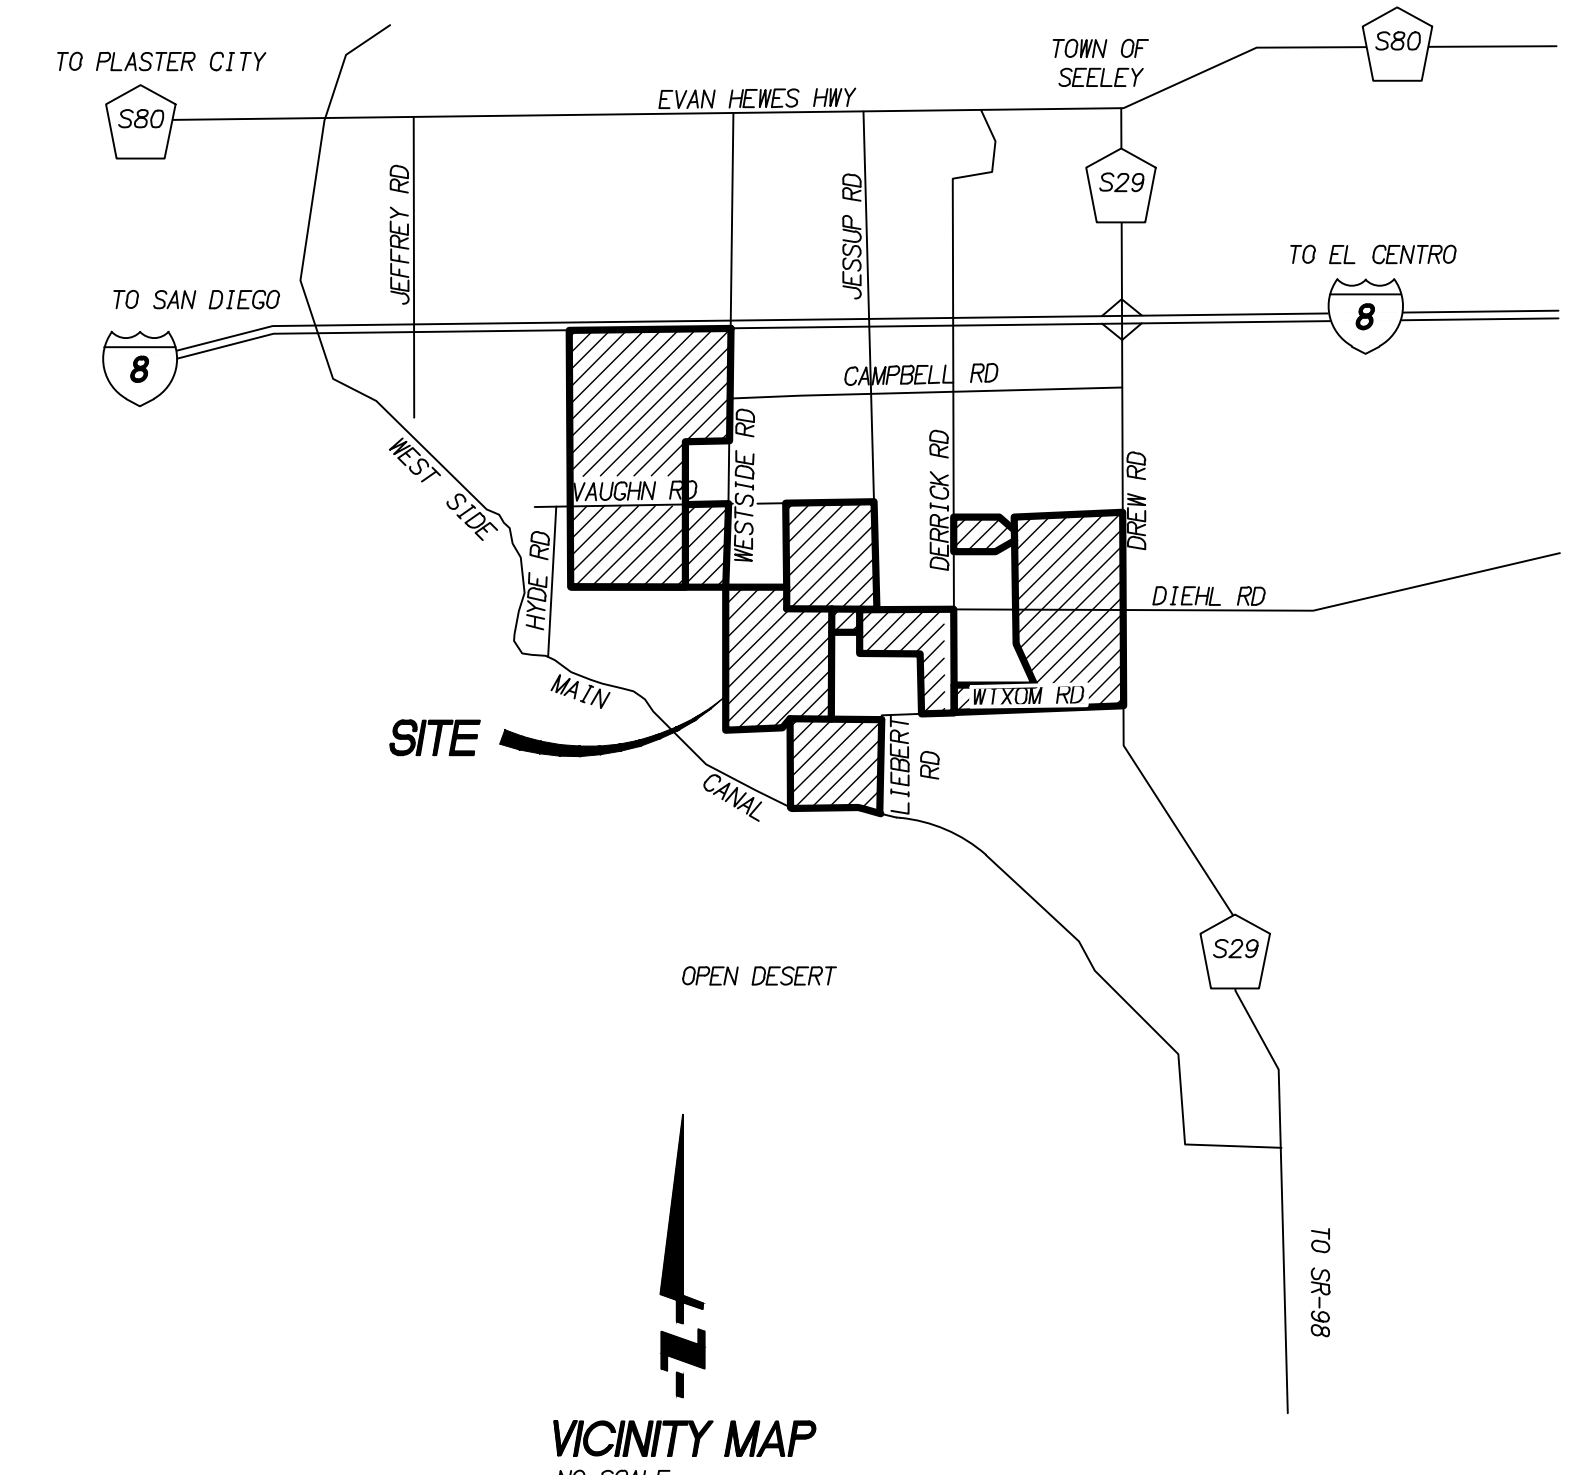 TO PLASTER CITY
S80
EVAN HEWES HWY
TOWN OF
SEELEY
S80
JEFFREY RD
JESSUP RD
S29
TO SAN DIEGO
8
TO EL CENTRO
8
CAMPBELL RD
WEST SIDE
VAUGHN RD
WESTSIDE RD
DERRICK RD
DREW RD
HYDE RD
DIEHL RD
MAIN
WIXOM RD
SITE
CANAL
LIEBERT
RD
S29
OPEN DESERT
TO SR-98
VICINITY MAP
NO SCALE